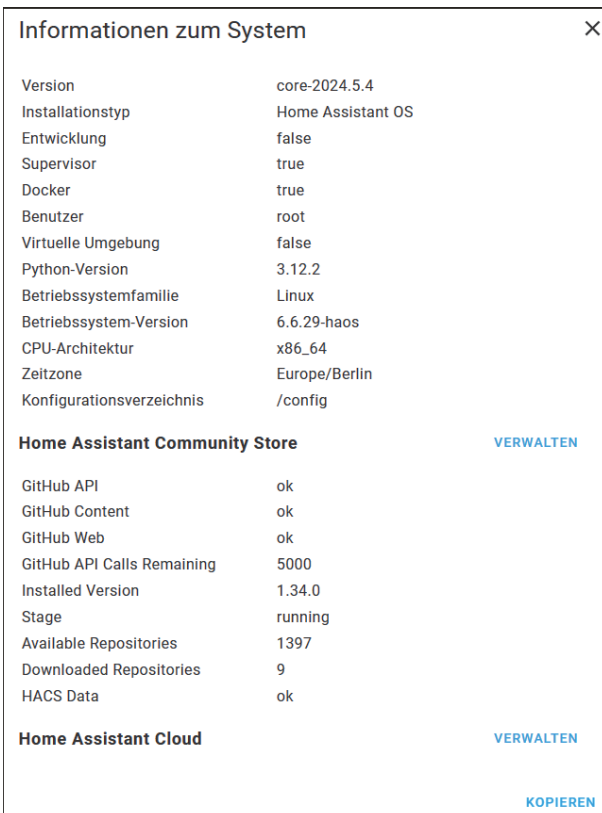 Informationen zum System
Version core-2024.5.4
Installationstyp Home Assistant OS
Entwicklung false
Supervisor true
Docker true
Benutzer root
Virtuelle Umgebung false
Python-Version 3.12.2
Betriebssystemfamilie Linux
Betriebssystem-Version 6.6.29-haos
CPU-Architektur x86_64
Zeitzone Europe/Berlin
Konfigurationsverzeichnis /config
Home Assistant Community Store VERWALTEN
GitHub API ok
GitHub Content ok
GitHub Web ok
GitHub API Calls Remaining 5000
Installed Version 1.34.0
Stage running
Available Repositories 1397
Downloaded Repositories 9
HACS Data ok
Home Assistant Cloud VERWALTEN
KOPIEREN